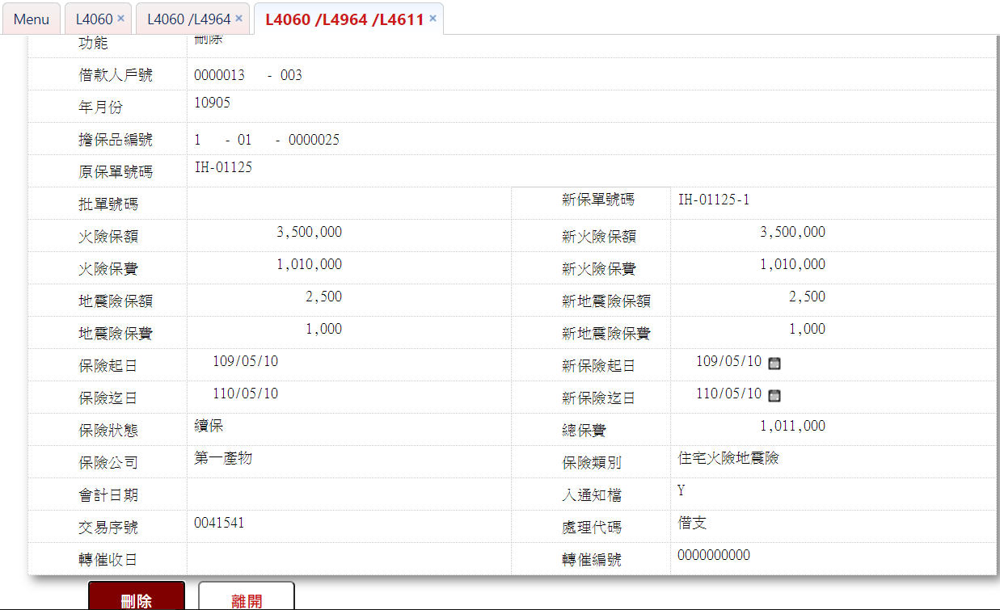 Menu L4060 × L4060 /L4964 × L4060 /L4964 /L4611 ×
功能 刪除
借款人戶號 0000013 - 003
年月份 10905
擔保品編號 1 - 01 - 0000025
原保單號碼 IH-01125
批單號碼 新保單號碼 IH-01125-1
火險保額 3,500,000 新火險保額 3,500,000
火險保費 1,010,000 新火險保費 1,010,000
地震險保額 2,500 新地震險保額 2,500
地震險保費 1,000 新地震險保費 1,000
保險起日 109/05/10 新保險起日 109/05/10
保險迄日 110/05/10 新保險迄日 110/05/10
保險狀態 續保 總保費 1,011,000
保險公司 第一產物 保險類別 住宅火險地震險
會計日期 入通知檔 Y
交易序號 0041541 處理代碼 借支
轉催收日 轉催編號 0000000000
刪除 離開